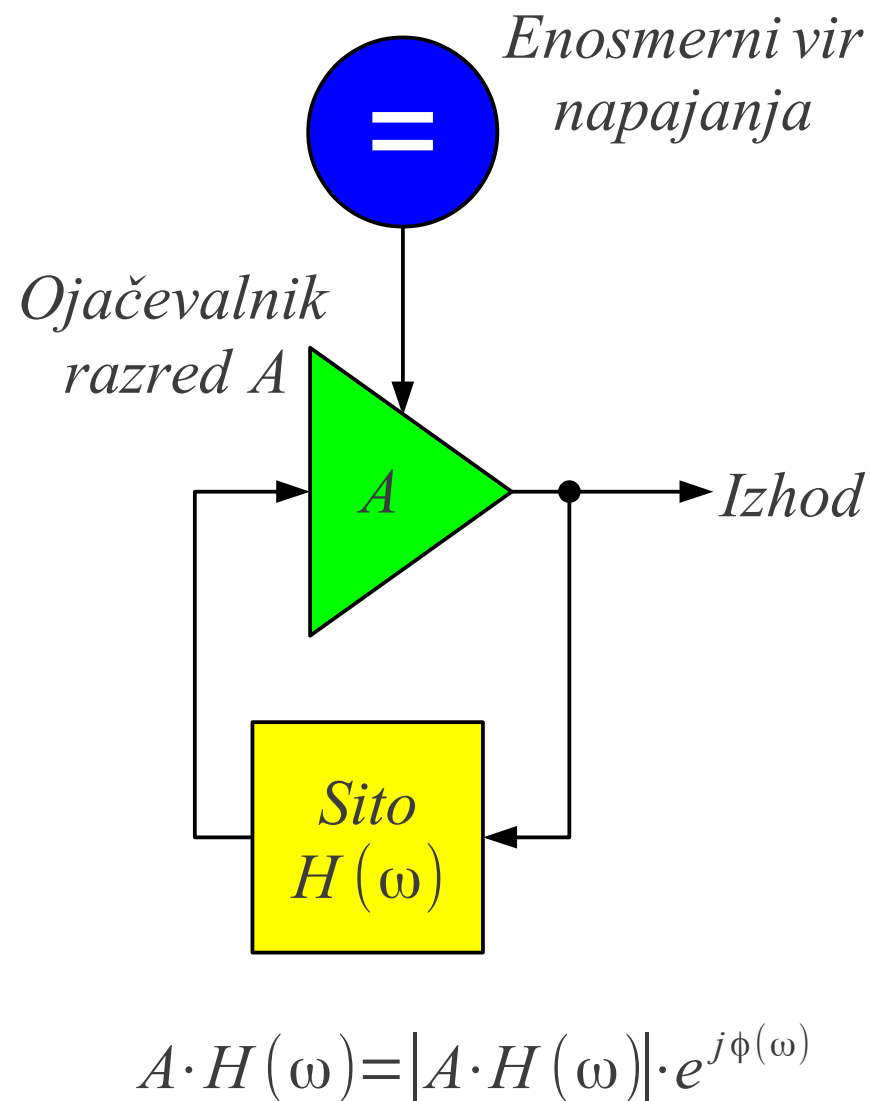 Enosmerni vir
napajanja
=
Ojačevalnik
razred A
A
Izhod
Sito
H(ω)
A·H(ω)=|A·H(ω)|·e^{jϕ(ω)}